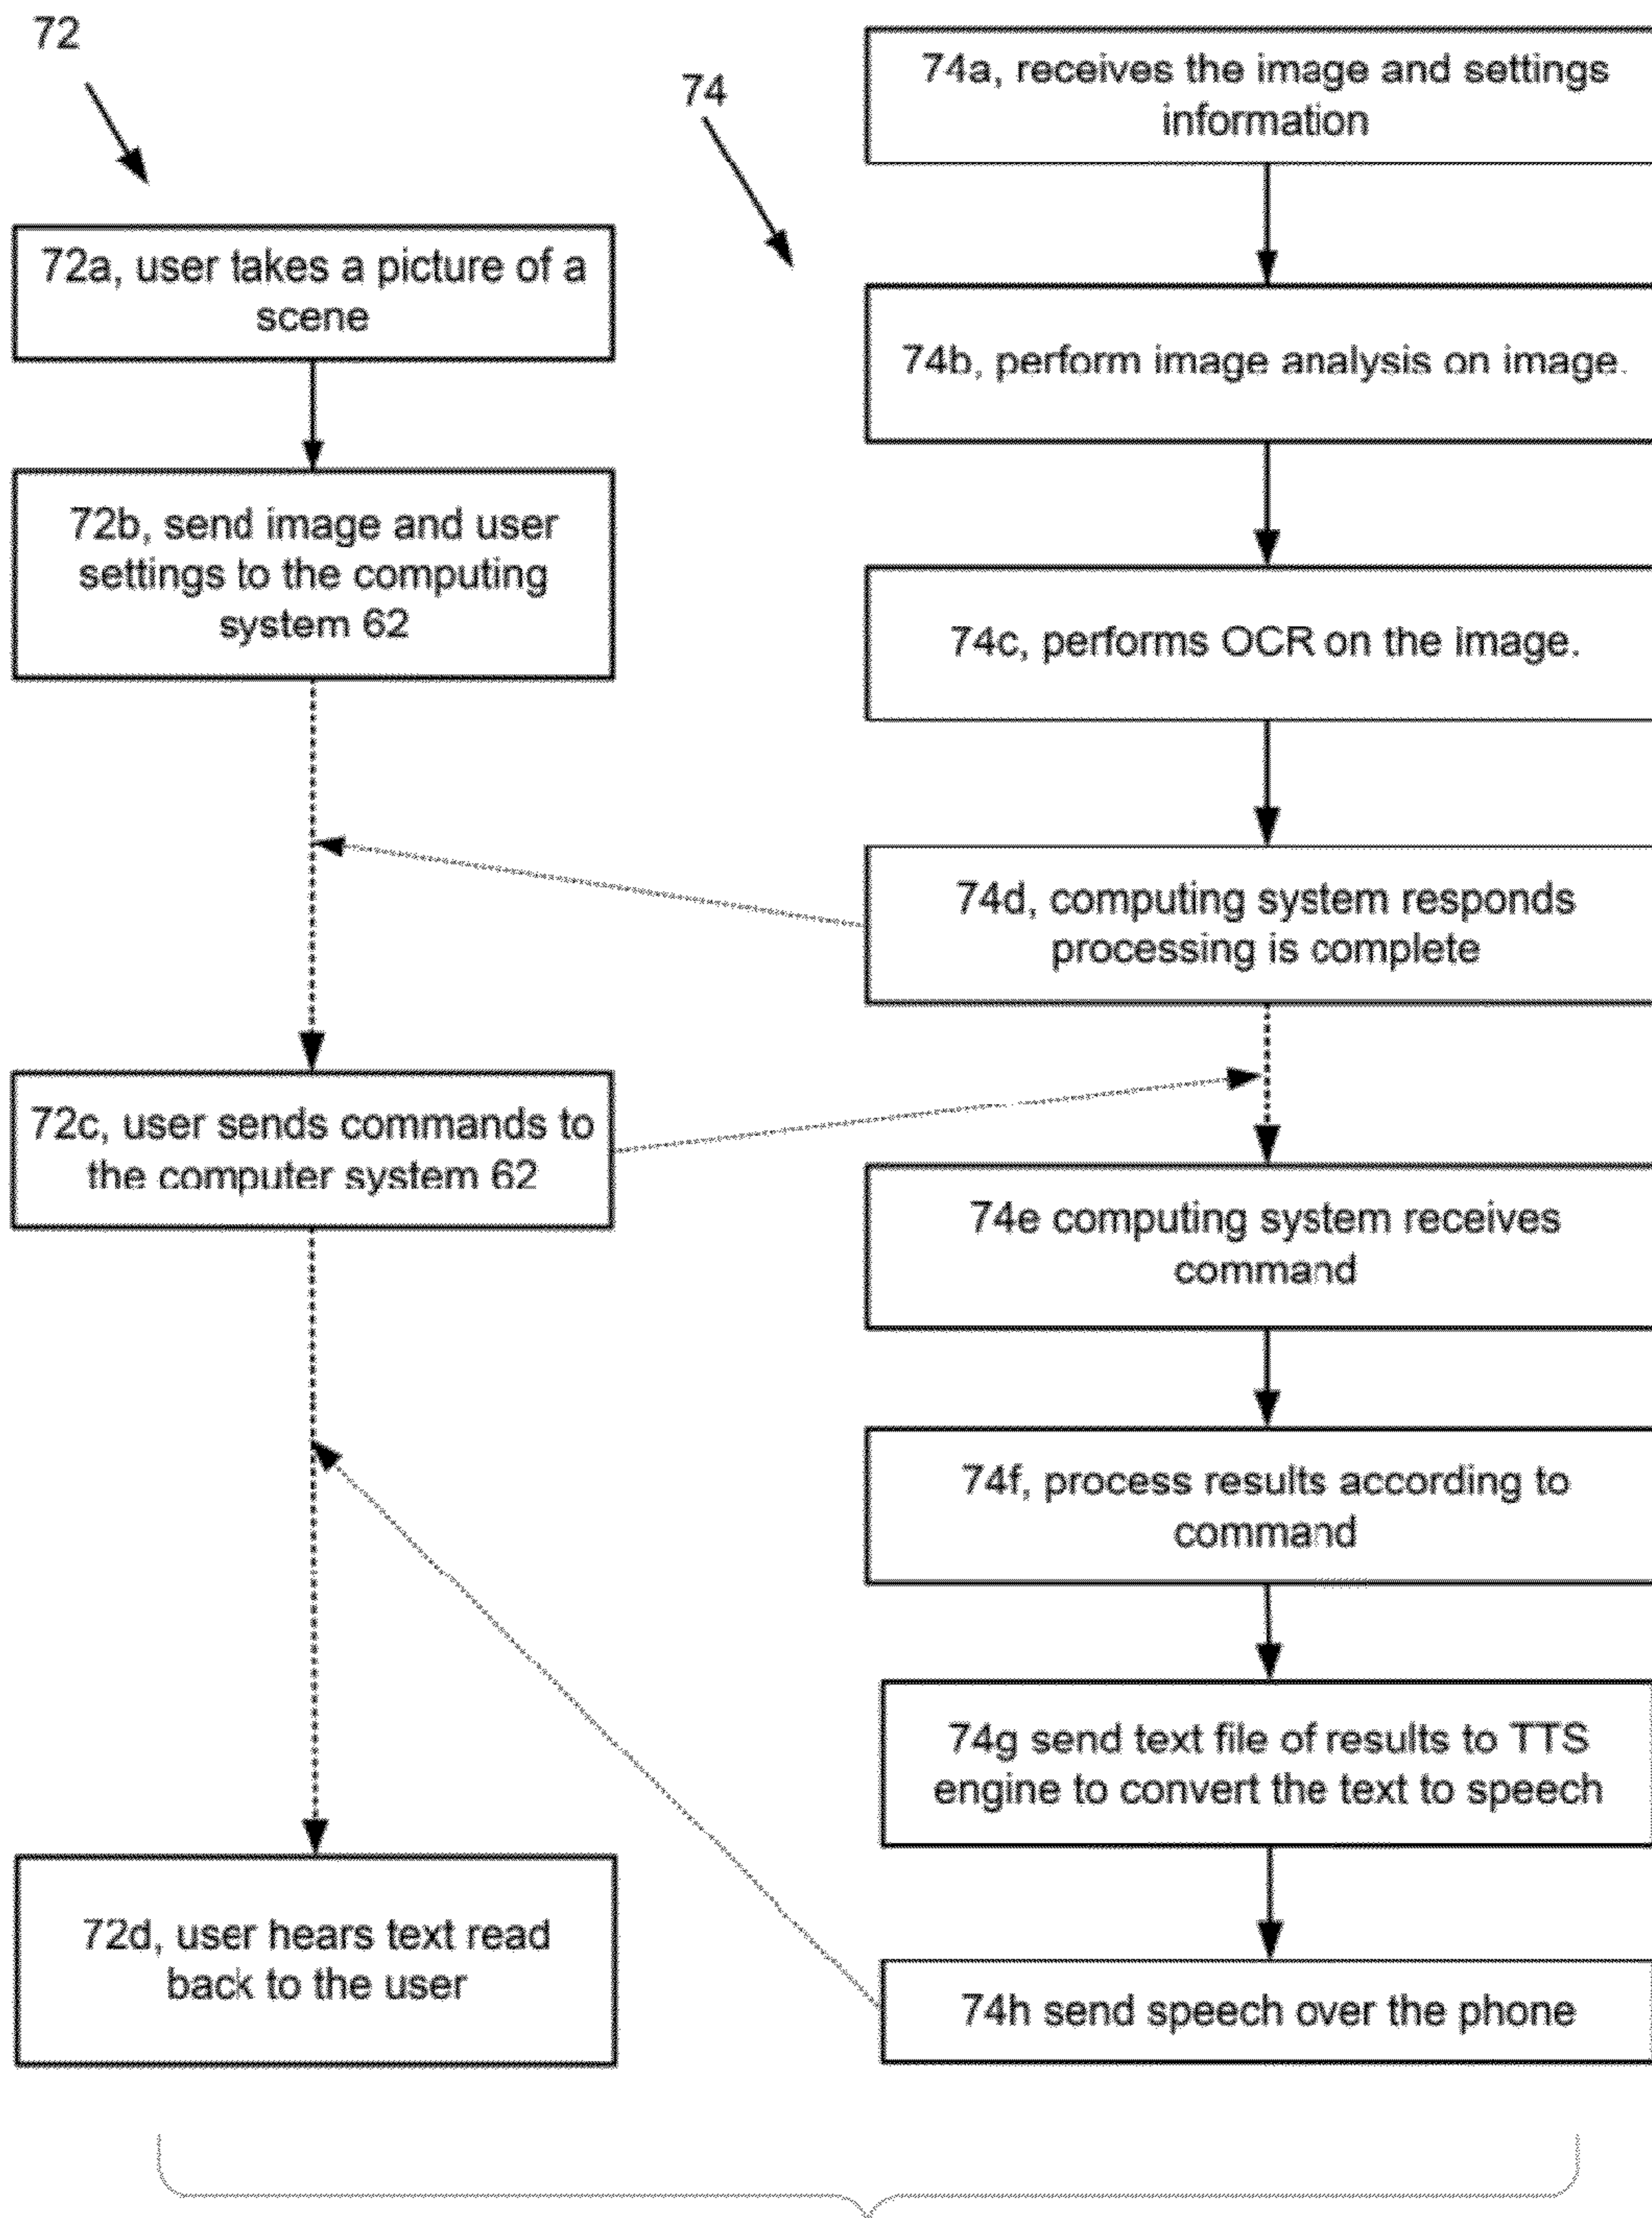 72
72a, user takes a picture of a
scene
72b, send image and user
settings to the computing
system 62
72c, user sends commands to
the computer system 62
72d, user hears text read
back to the user
74
74a, receives the image and settings
information
74b, perform image analysis on image.
74c, performs OCR on the image.
74d, computing system responds
processing is complete
74e computing system receives
command
74f, process results according to
command
74g send text file of results to TTS
engine to convert the text to speech
74h send speech over the phone